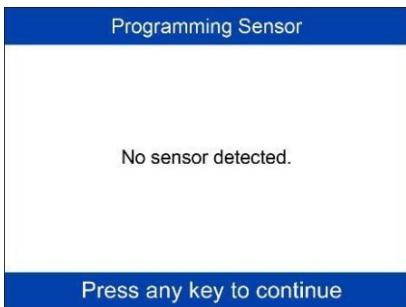 Programming Sensor
No sensor detected.
Press any key to continue